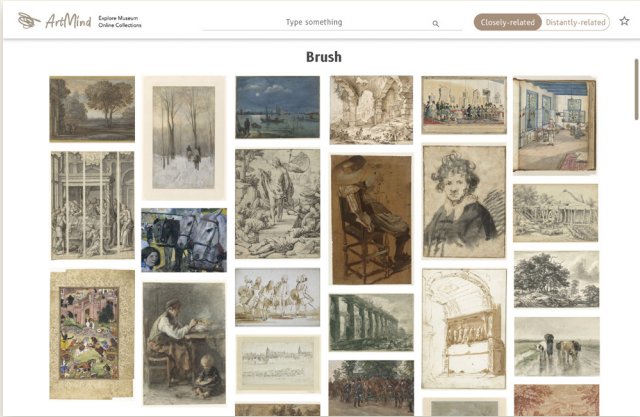 ArtMind
Explore Museum
Online Collections
Type something
Closely-related
Distantly-related
Brush